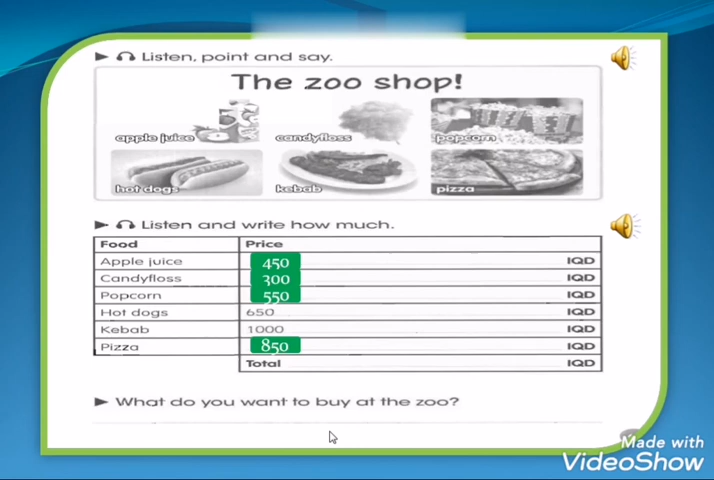 ► Listen, point and say.
The zoo shop!
apple juice candyfloss popcorn
hot dogs kebab pizza
► Listen and write how much.
Food Price
Apple juice 450 IQD
Candyfloss 300 IQD
Popcorn 550 IQD
Hot dogs 650 IQD
Kebab 1000 IQD
Pizza 850 IQD
Total IQD
► What do you want to buy at the zoo?
Made with
VideoShow